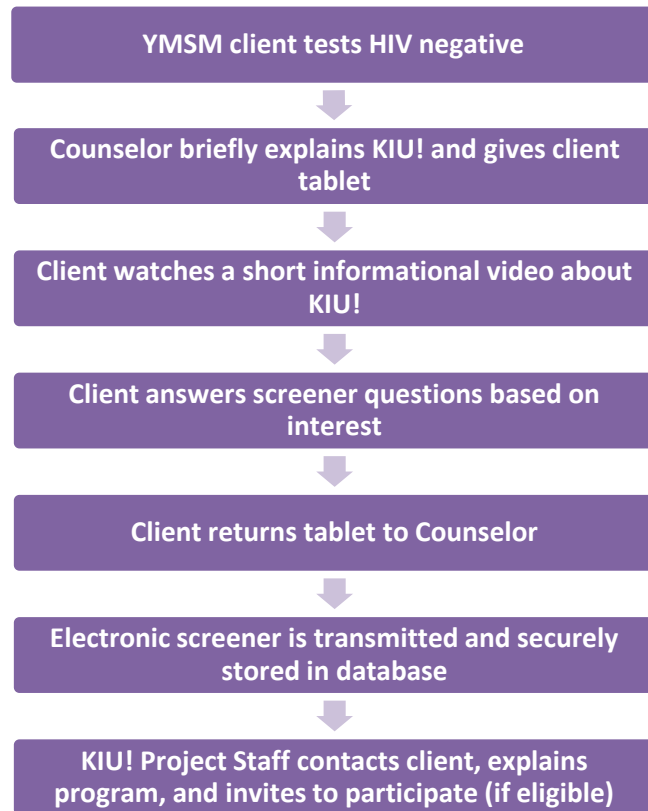 YMSM client tests HIV negative
Counselor briefly explains KIU! and gives client
tablet
Client watches a short informational video about
KIU!
Client answers screener questions based on
interest
Client returns tablet to Counselor
Electronic screener is transmitted and securely
stored in database
KIU! Project Staff contacts client, explains
program, and invites to participate (if eligible)